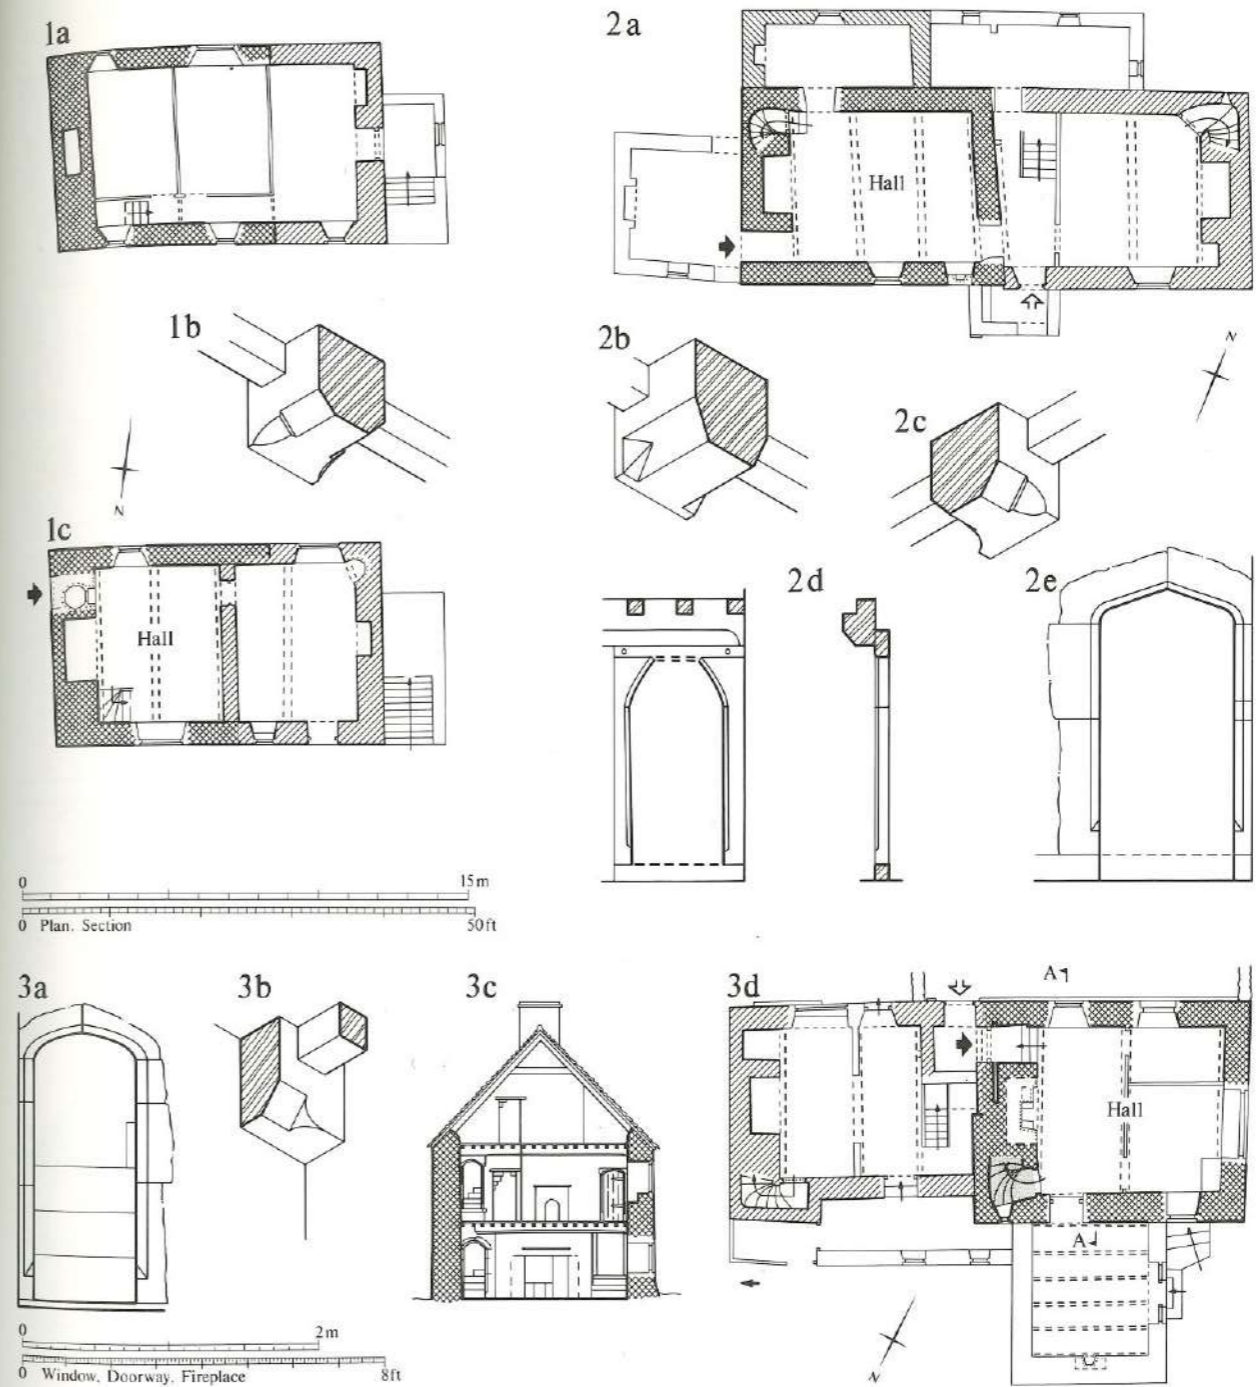 1a
2a
Hall
1b
2b
N
2c
N
1c
Hall
2d
2e
0 15m
0 Plan. Section 50ft
3a
3b
3c
3d
A
Hall
A
0 2m
0 Window, Doorway, Fireplace 8ft
N